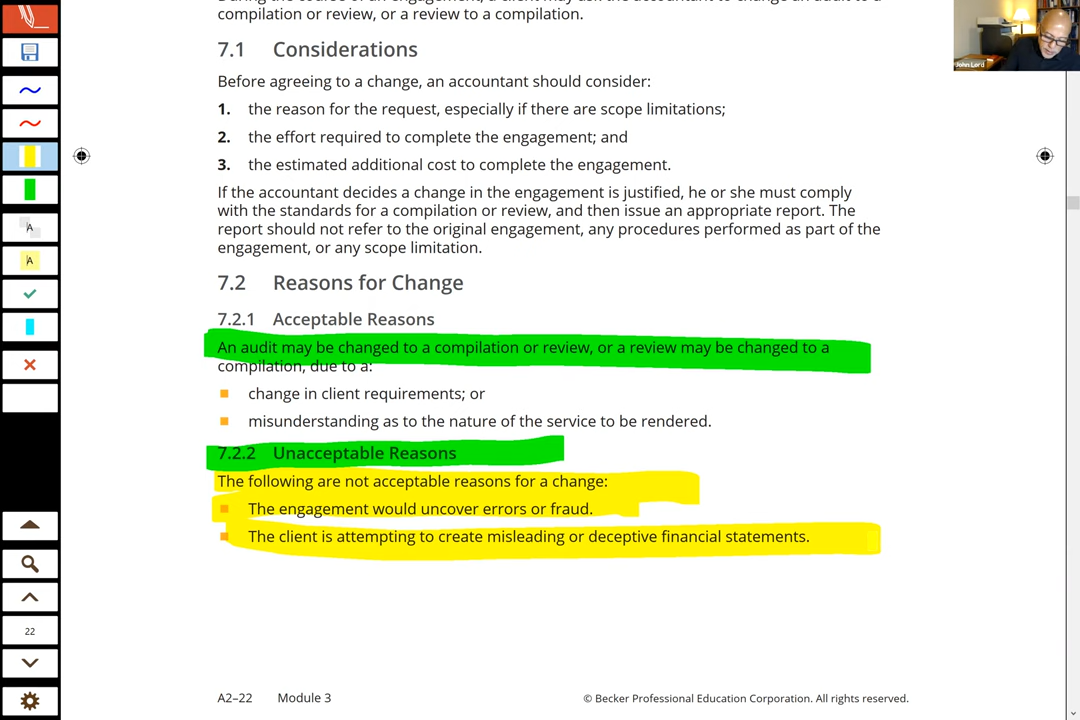 compilation or review, or a review to a compilation.
7.1 Considerations
Before agreeing to a change, an accountant should consider:
1. the reason for the request, especially if there are scope limitations;
2. the effort required to complete the engagement; and
3. the estimated additional cost to complete the engagement.
If the accountant decides a change in the engagement is justified, he or she must comply
with the standards for a compilation or review, and then issue an appropriate report. The
report should not refer to the original engagement, any procedures performed as part of the
engagement, or any scope limitation.
7.2 Reasons for Change
7.2.1 Acceptable Reasons
An audit may be changed to a compilation or review, or a review may be changed to a
compilation, due to a:
change in client requirements; or
misunderstanding as to the nature of the service to be rendered.
7.2.2 Unacceptable Reasons
The following are not acceptable reasons for a change:
The engagement would uncover errors or fraud.
The client is attempting to create misleading or deceptive financial statements.
A2–22 Module 3 © Becker Professional Education Corporation. All rights reserved.
John Lord
A
A
22